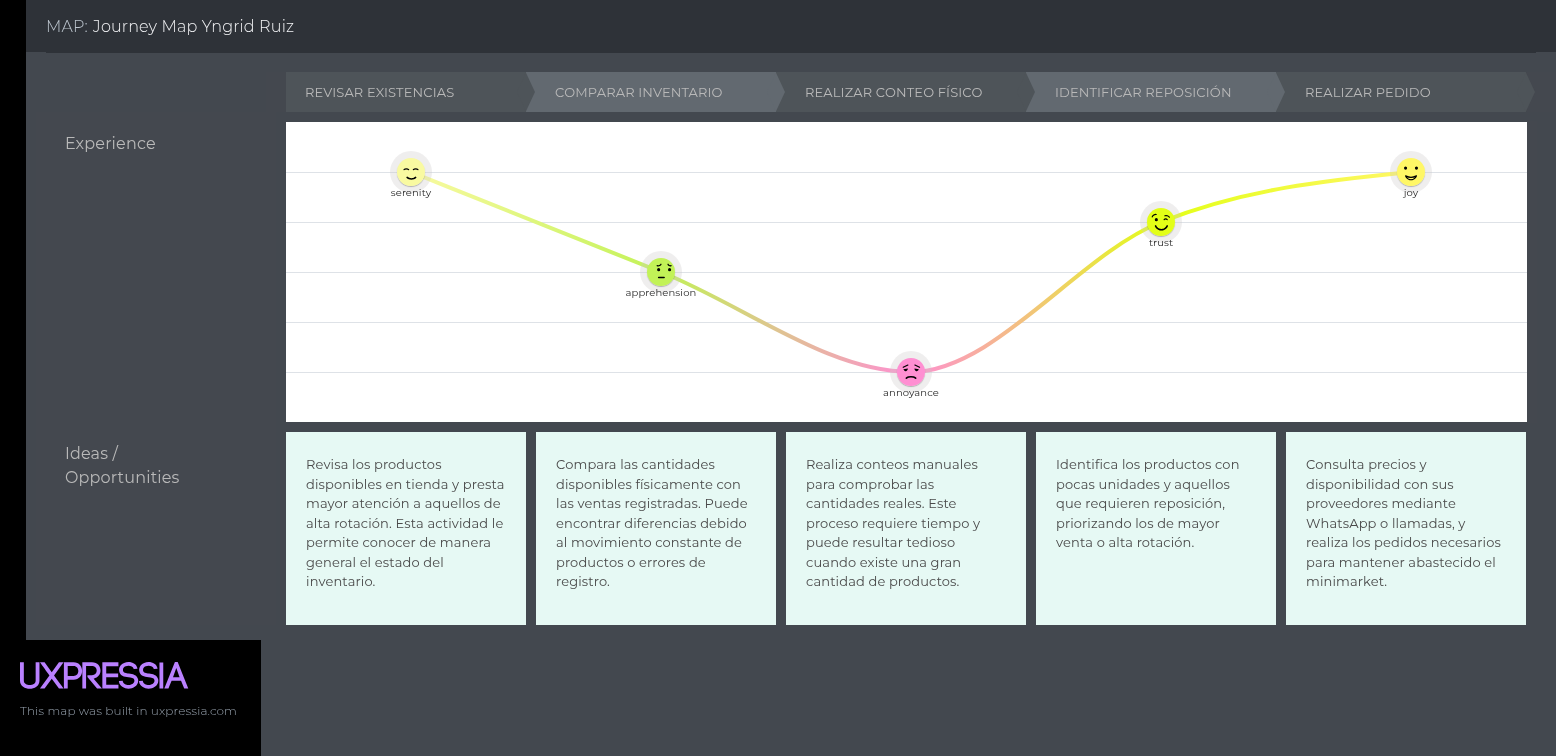 MAP: Journey Map Yngrid Ruiz
REVISAR EXISTENCIAS
COMPARAR INVENTARIO
REALIZAR CONTEO FÍSICO
IDENTIFICAR REPOSICIÓN
REALIZAR PEDIDO
Experience
serenity
apprehension
annoyance
trust
joy
Ideas /
Opportunities
Revisa los productos
disponibles en tienda y presta
mayor atención a aquellos de
alta rotación. Esta actividad le
permite conocer de manera
general el estado del
inventario.
Compara las cantidades
disponibles físicamente con
las ventas registradas. Puede
encontrar diferencias debido
al movimiento constante de
productos o errores de
registro.
Realiza conteos manuales
para comprobar las
cantidades reales. Este
proceso requiere tiempo y
puede resultar tedioso
cuando existe una gran
cantidad de productos.
Identifica los productos con
pocas unidades y aquellos
que requieren reposición,
priorizando los de mayor
venta o alta rotación.
Consulta precios y
disponibilidad con sus
proveedores mediante
WhatsApp o llamadas, y
realiza los pedidos necesarios
para mantener abastecido el
minimarket.
UXPRESSIA
This map was built in uxpressia.com